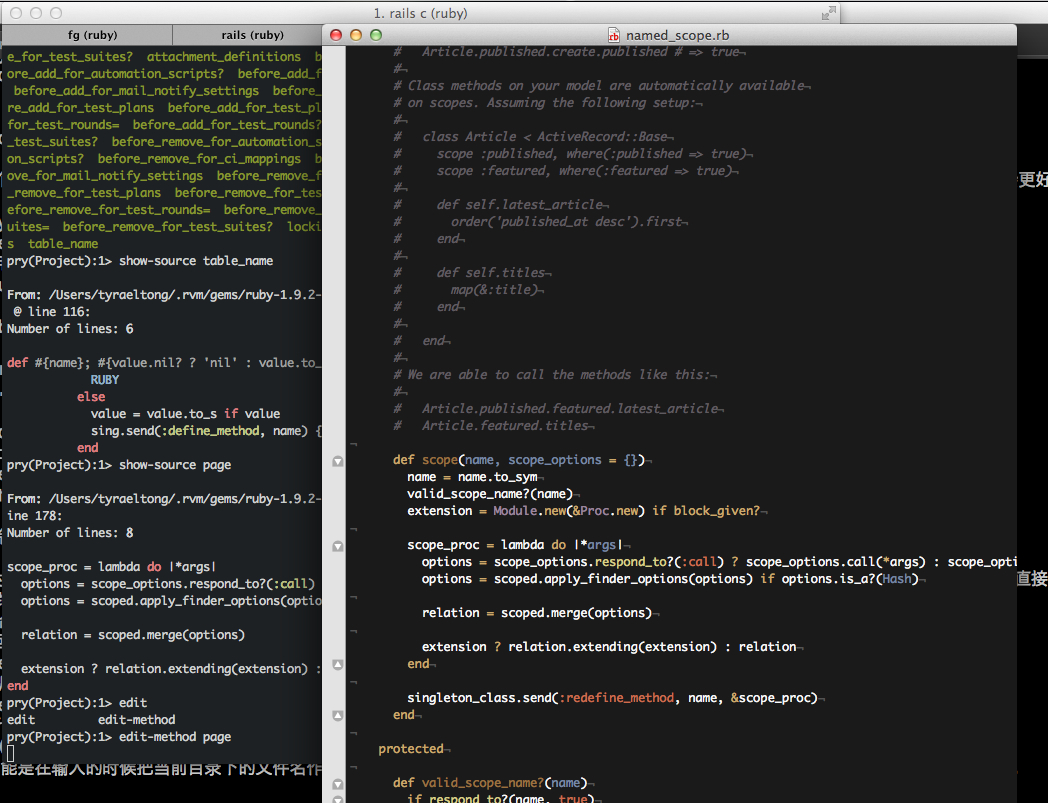 1. rails c (ruby)
fg (ruby)
rails (ruby)
e_for_test_suites?  attachment_definitions  b
ore_add_for_automation_scripts?  before_add_f
 before_add_for_mail_notify_settings  before_
re_add_for_test_plans  before_add_for_test_pl
for_test_rounds=  before_add_for_test_rounds?
_test_suites?  before_remove_for_automation_s
on_scripts?  before_remove_for_ci_mappings  b
ove_for_mail_notify_settings  before_remove_f
_remove_for_test_plans  before_remove_for_tes
efore_remove_for_test_rounds=  before_remove_
uites=  before_remove_for_test_suites?  locki
s  table_name
pry(Project):1> show-source table_name
From: /Users/tyraeltong/.rvm/gems/ruby-1.9.2-
 @ line 116:
Number of lines: 6
def #{name}; #{value.nil? ? 'nil' : value.to_
            RUBY
          else
            value = value.to_s if value
            sing.send(:define_method, name) {
          end
pry(Project):1> show-source page
From: /Users/tyraeltong/.rvm/gems/ruby-1.9.2-
ine 178:
Number of lines: 8
scope_proc = lambda do |*args|
  options = scope_options.respond_to?(:call)
  options = scoped.apply_finder_options(optio
  relation = scoped.merge(options)
  extension ? relation.extending(extension) :
end
pry(Project):1> edit
edit         edit-method
pry(Project):1> edit-method page
能是在输入的时候把当前目录下的文件名作
named_scope.rb
#   Article.published.create.published # => true¬
#¬
# Class methods on your model are automatically available¬
# on scopes. Assuming the following setup:¬
#¬
#   class Article < ActiveRecord::Base¬
#     scope :published, where(:published => true)¬
#     scope :featured, where(:featured => true)¬
#¬
#     def self.latest_article¬
#       order('published_at desc').first¬
#     end¬
#¬
#     def self.titles¬
#       map(&:title)¬
#     end¬
#¬
#   end¬
#¬
# We are able to call the methods like this:¬
#¬
#   Article.published.featured.latest_article¬
#   Article.featured.titles¬
¬
def scope(name, scope_options = {})¬
  name = name.to_sym¬
  valid_scope_name?(name)¬
  extension = Module.new(&Proc.new) if block_given?¬
¬
  scope_proc = lambda do |*args|¬
    options = scope_options.respond_to?(:call) ? scope_options.call(*args) : scope_opti
    options = scoped.apply_finder_options(options) if options.is_a?(Hash)¬
¬
    relation = scoped.merge(options)¬
¬
    extension ? relation.extending(extension) : relation¬
  end¬
¬
  singleton_class.send(:redefine_method, name, &scope_proc)¬
end¬
¬
protected¬
¬
  def valid_scope_name?(name)¬
    if respond_to?(name, true)¬
更好
直接